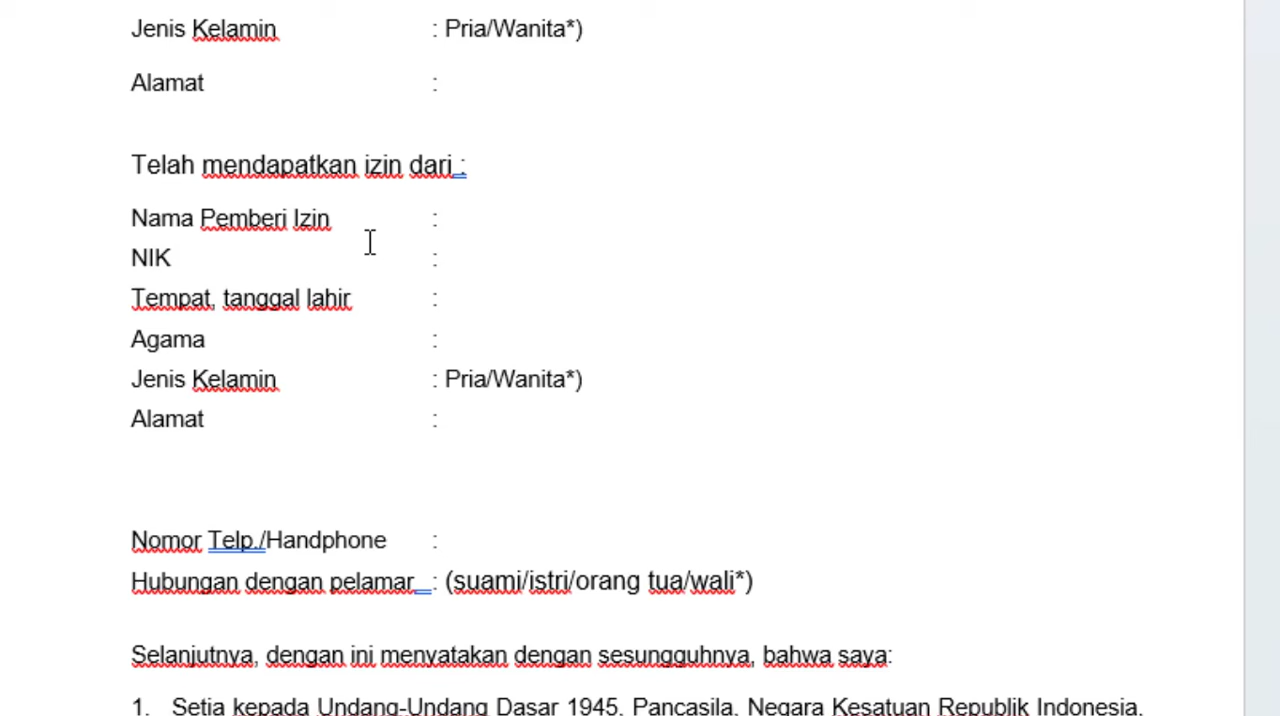 Jenis Kelamin : Pria/Wanita*)
Alamat :
Telah mendapatkan izin dari :
Nama Pemberi Izin :
NIK :
Tempat, tanggal lahir :
Agama :
Jenis Kelamin : Pria/Wanita*)
Alamat :
Nomor Telp./Handphone :
Hubungan dengan pelamar : (suami/istri/orang tua/wali*)
Selanjutnya, dengan ini menyatakan dengan sesungguhnya, bahwa saya:
1. Setia kepada Undang-Undang Dasar 1945, Pancasila, Negara Kesatuan Republik Indonesia,